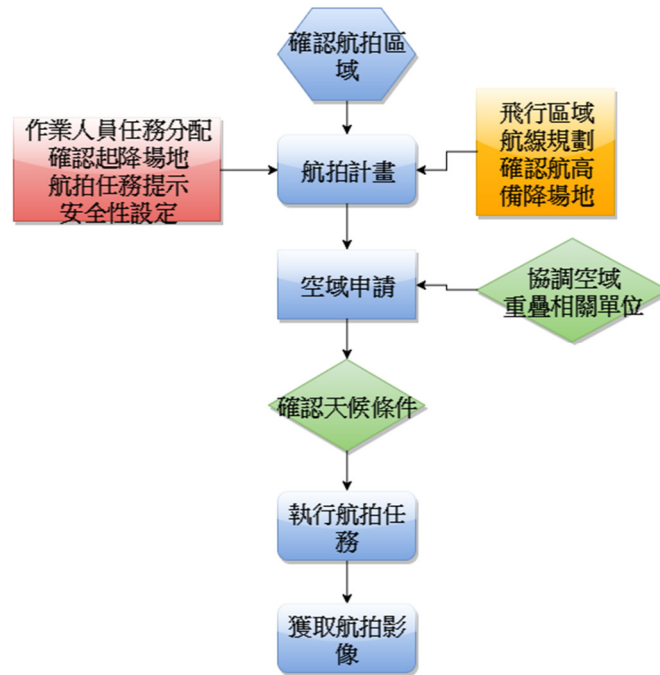 確認航拍區
域
作業人員任務分配
確認起降場地
航拍任務提示
安全性設定
航拍計畫
飛行區域
航線規劃
確認航高
備降場地
空域申請
協調空域
重疊相關單位
確認天候條件
執行航拍任
務
獲取航拍影
像